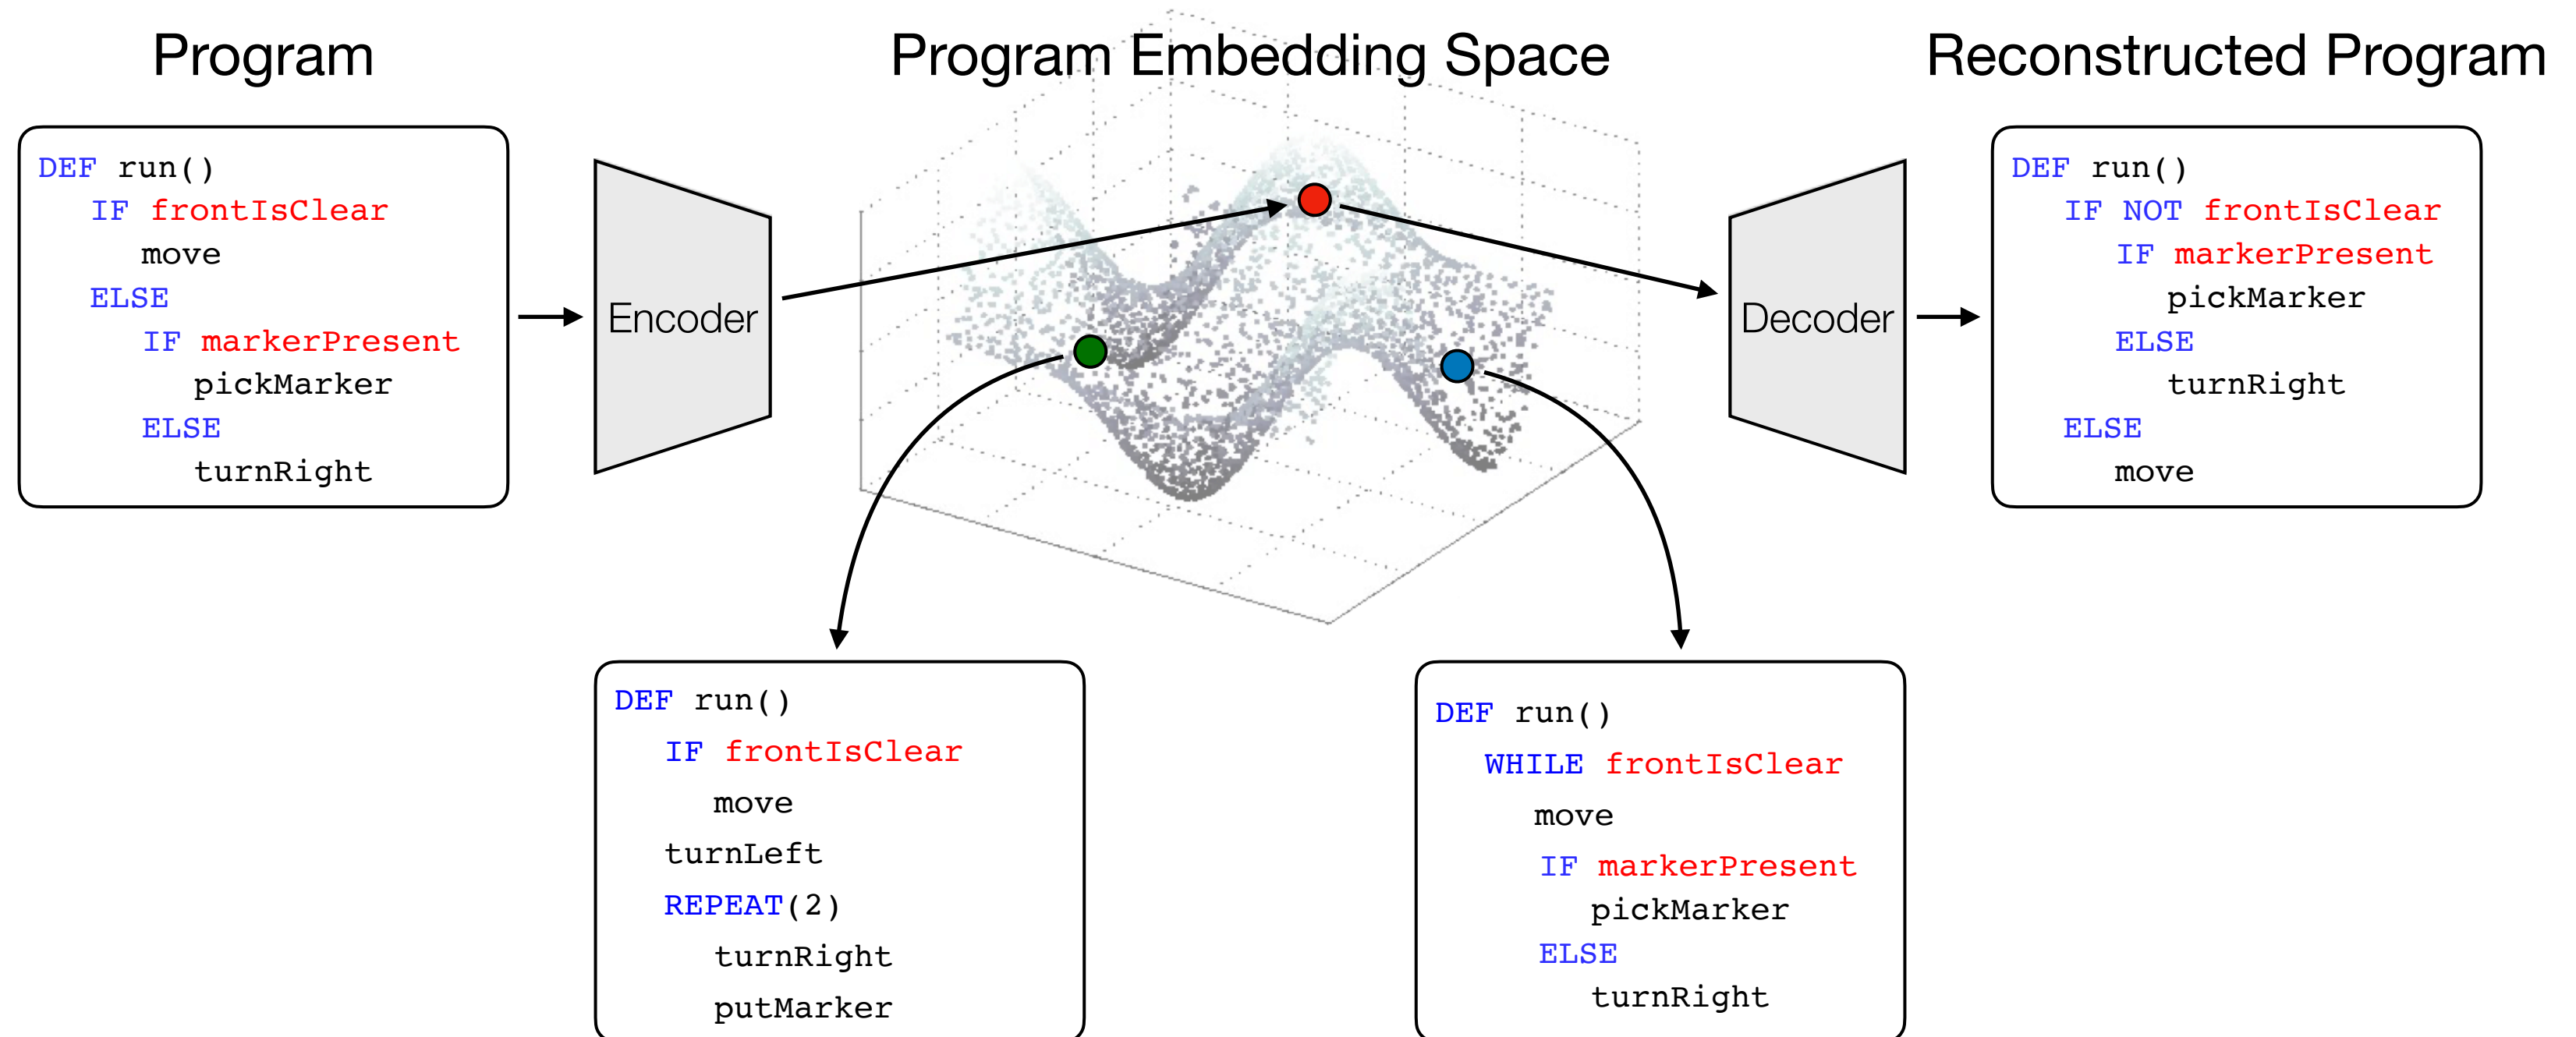 Program
DEF run()
IF frontIsClear
move
ELSE
IF markerPresent
pickMarker
ELSE
turnRight
Encoder
Program Embedding Space
Decoder
Reconstructed Program
DEF run()
IF NOT frontIsClear
IF markerPresent
pickMarker
ELSE
turnRight
ELSE
move
DEF run()
IF frontIsClear
move
turnLeft
REPEAT(2)
turnRight
putMarker
DEF run()
WHILE frontIsClear
move
IF markerPresent
pickMarker
ELSE
turnRight